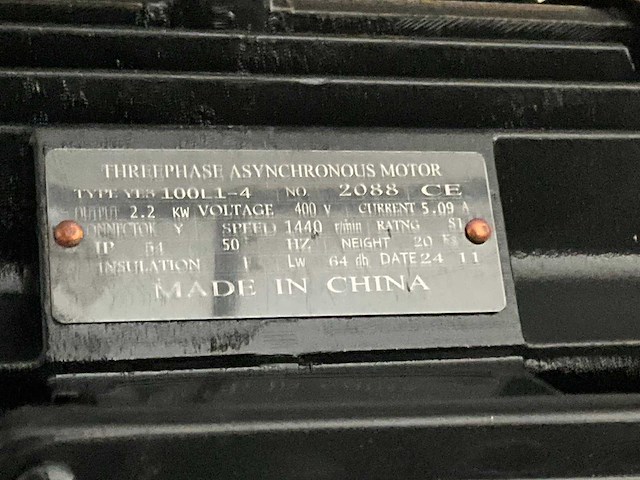 THREEPHASE ASYNCHRONOUS MOTOR
TYPE YE3 100L1-4 NO. 2088 CE
OUTPUT 2.2 KW VOLTAGE 400 V CURRENT 5.09 A
CONNECTOR Y SPEED 1440 r/min RATNG S1
IP 54 50 HZ NEIGHT 20 Kg
INSULATION Lw 64 db DATE 24 11
MADE IN CHINA